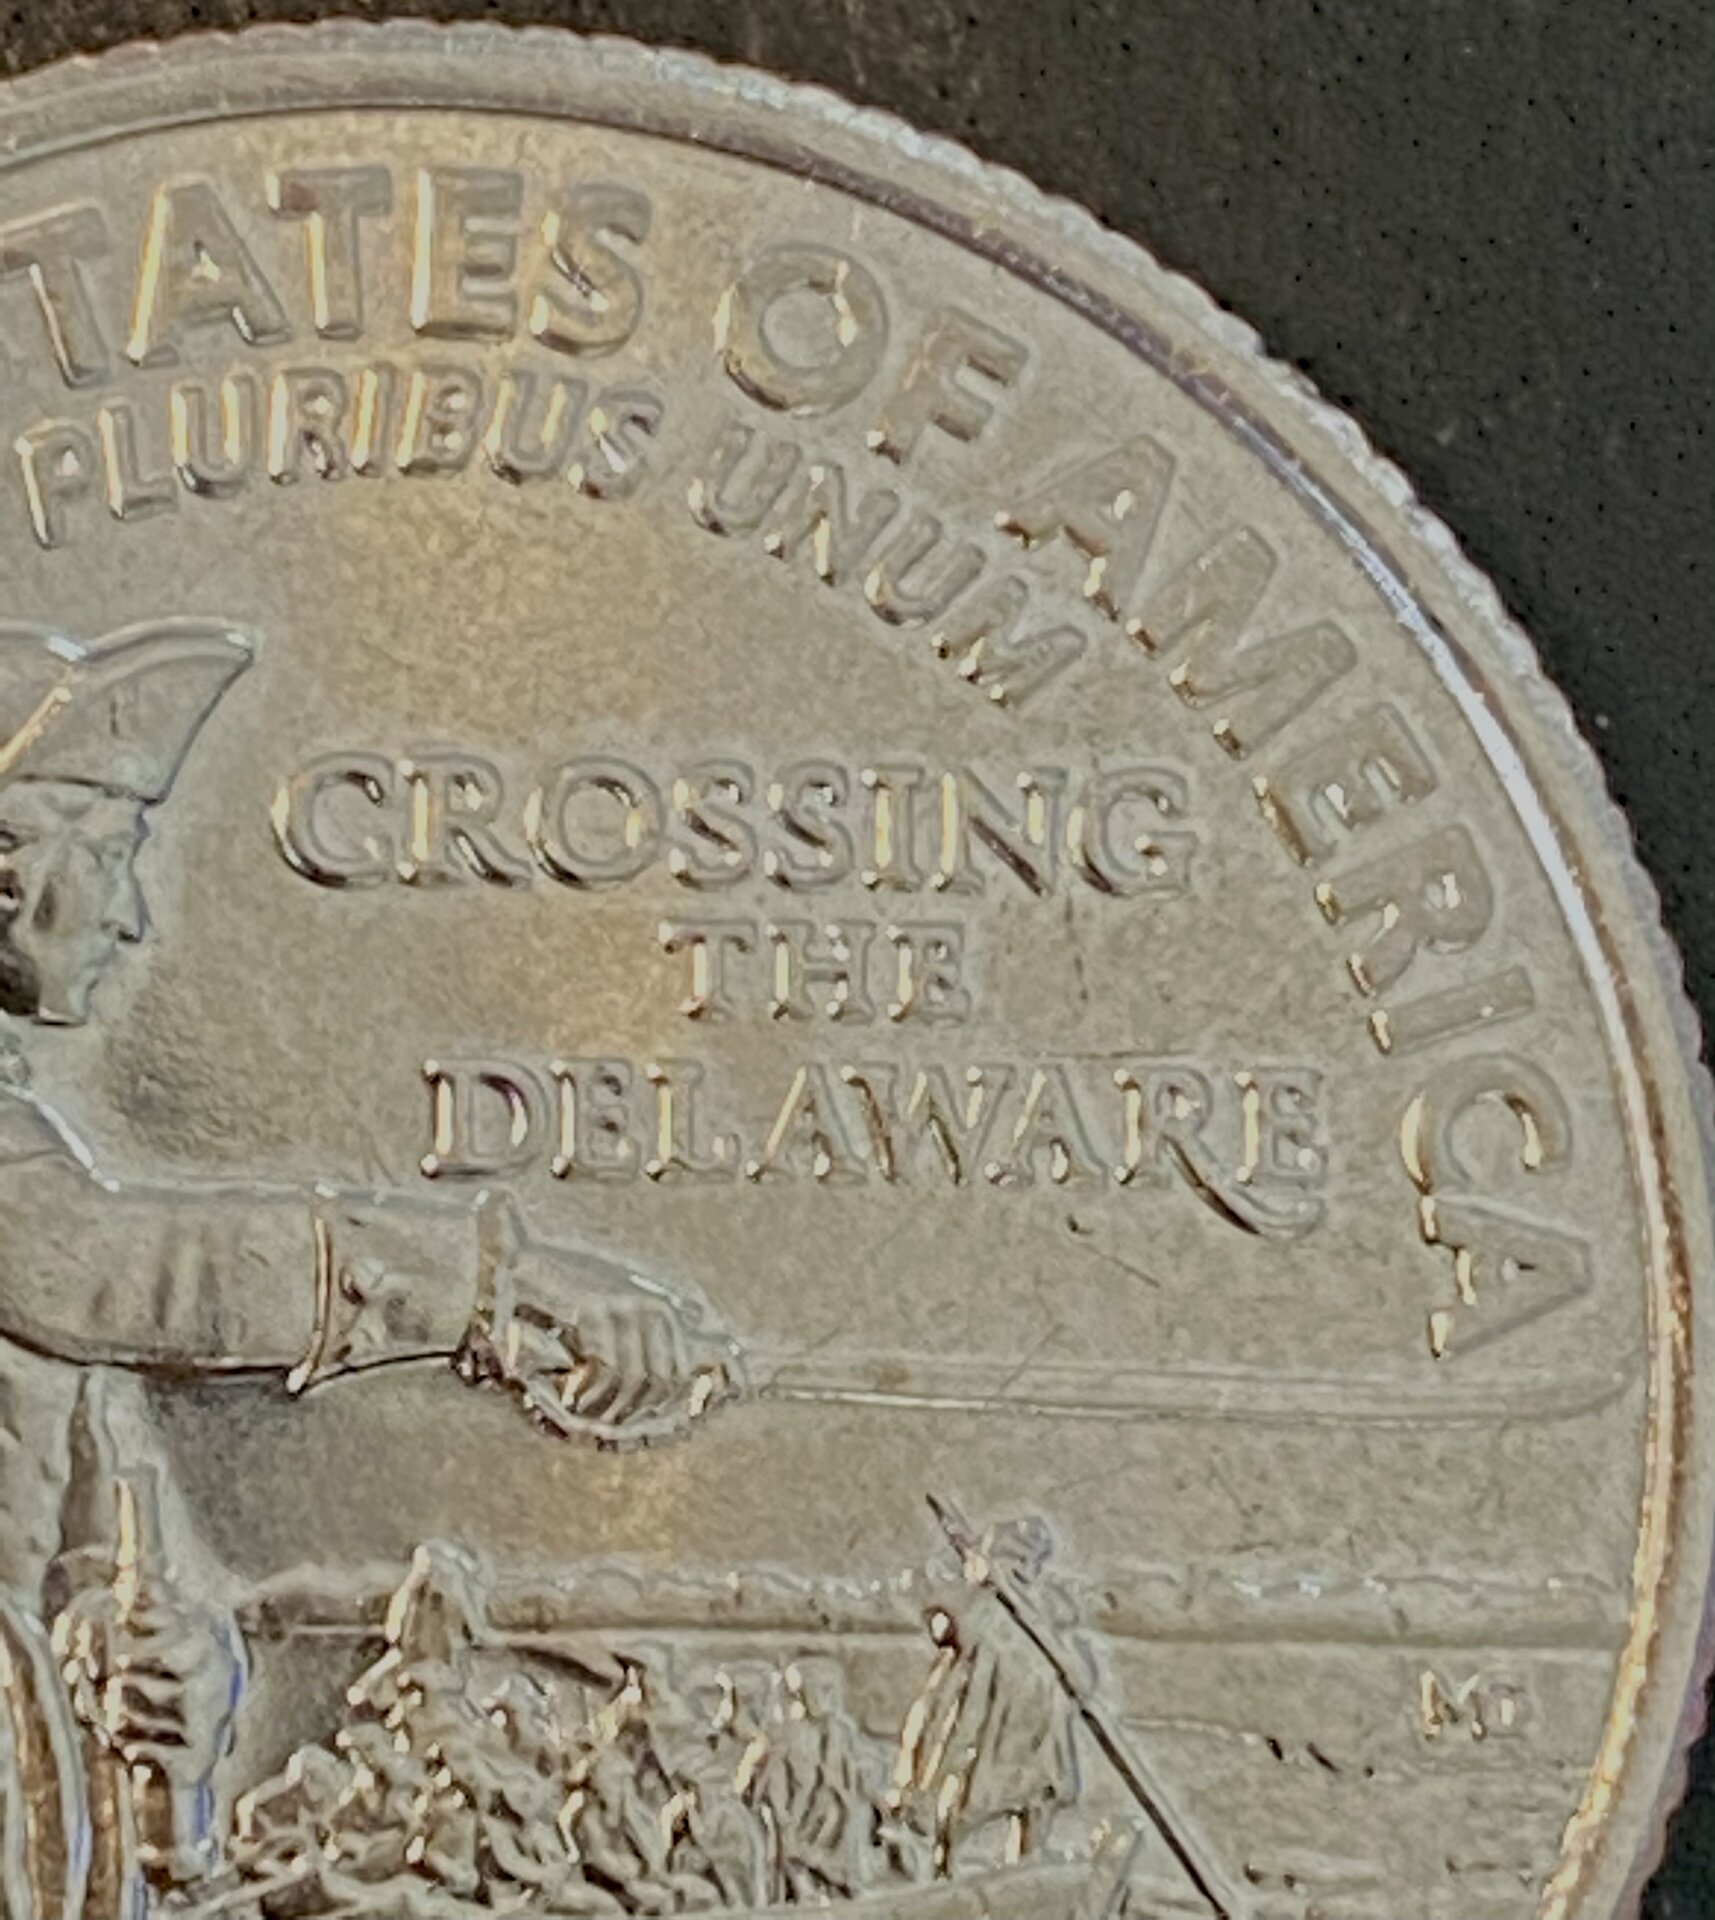 TATES OF AMERICA
PLURIBUS UNUM
CROSSING
THE
DELAWARE